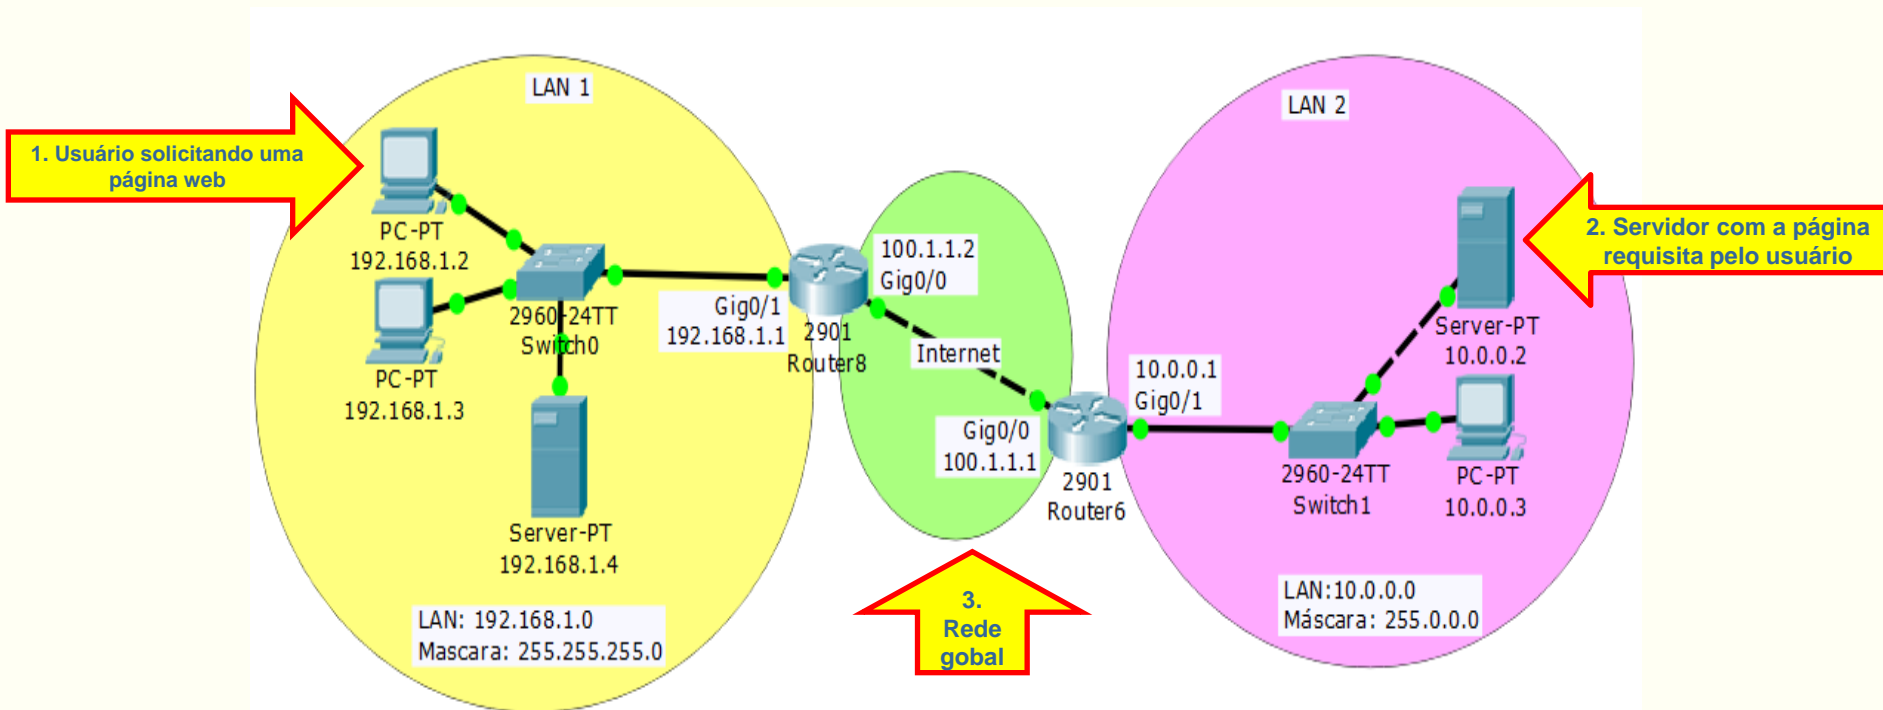 LAN 1
1. Usuário solicitando uma
página web
PC-PT
192.168.1.2
PC-PT
192.168.1.3
2960-24TT
Switch0
Server-PT
192.168.1.4
LAN: 192.168.1.0
Mascara: 255.255.255.0
Gig0/1
192.168.1.1
2901
Router8
100.1.1.2
Gig0/0
Internet
Gig0/0
100.1.1.1
2901
Router6
3.
Rede
gobal
LAN 2
10.0.0.1
Gig0/1
2960-24TT
Switch1
Server-PT
10.0.0.2
PC-PT
10.0.0.3
2. Servidor com a página
requisita pelo usuário
LAN:10.0.0.0
Máscara: 255.0.0.0